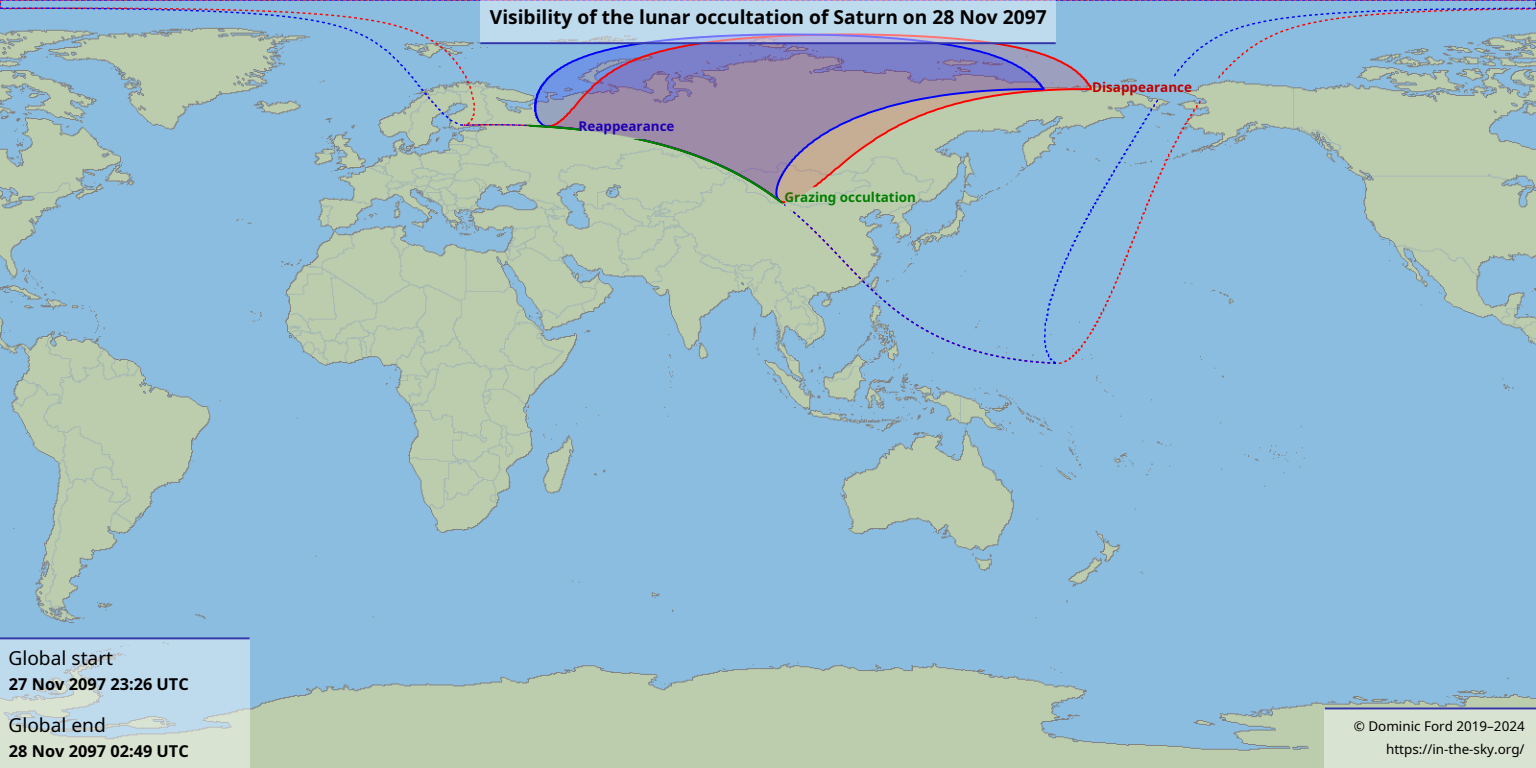 Visibility of the lunar occultation of Saturn on 28 Nov 2097
Disappearance
Reappearance
Grazing occultation
Global start
27 Nov 2097 23:26 UTC
Global end
28 Nov 2097 02:49 UTC
© Dominic Ford 2019–2024
https://in-the-sky.org/